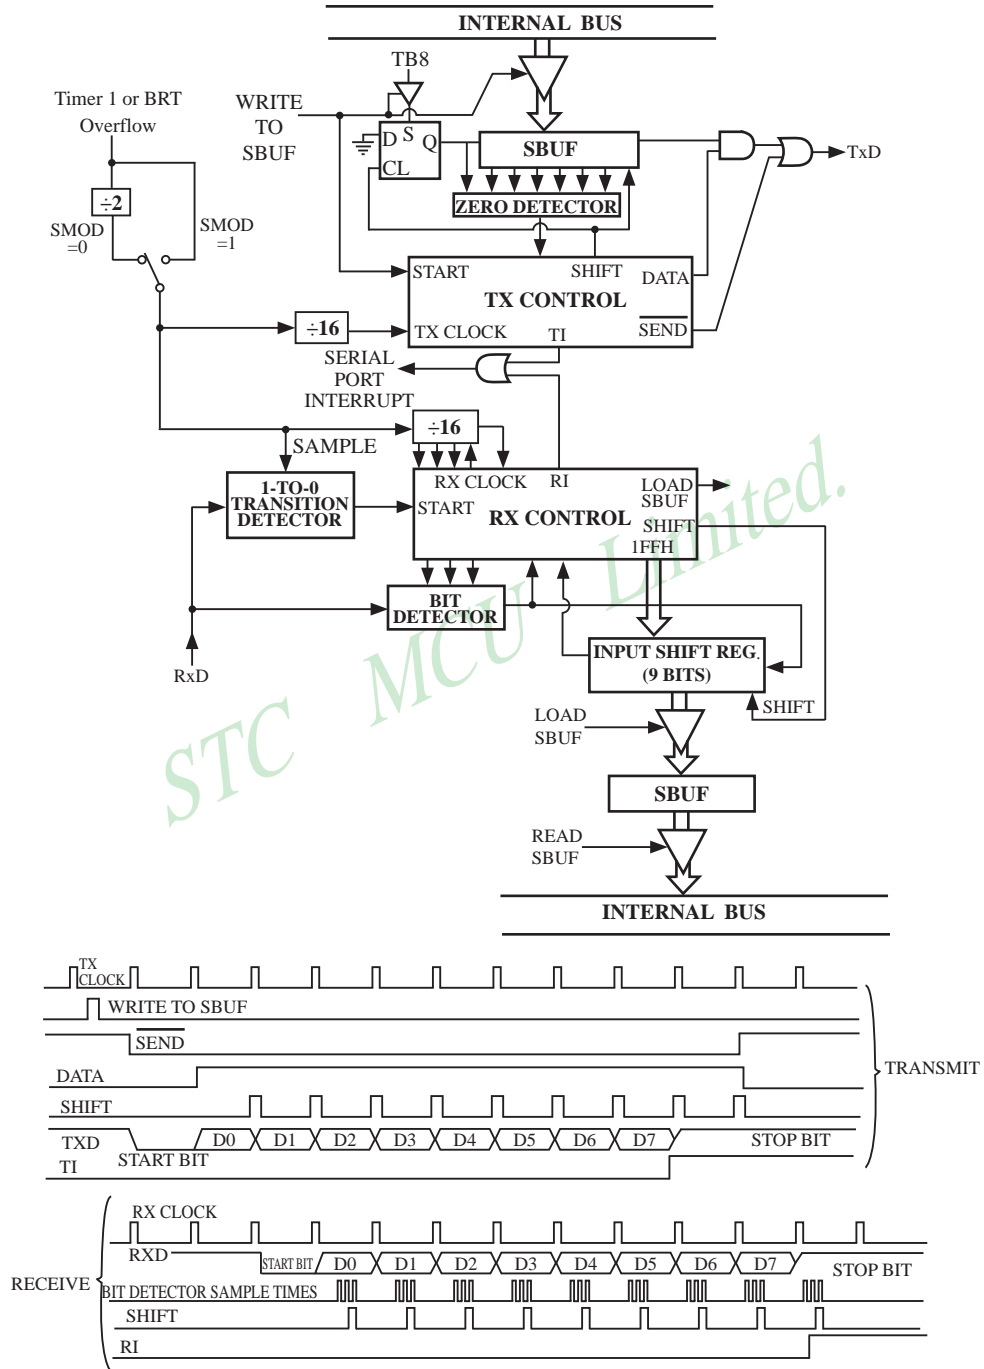 INTERNAL BUS
TB8
Timer 1 or BRT
Overflow
WRITE
TO
SBUF
D S Q
CL
SBUF
TxD
÷2
ZERO DETECTOR
SMOD
=0
SMOD
=1
START
SHIFT
DATA
TX CONTROL
÷16
TX CLOCK
TI
SEND
SERIAL
PORT
INTERRUPT
÷16
SAMPLE
1-TO-0
TRANSITION
DETECTOR
RX CLOCK
RI
LOAD
SBUF
START
RX CONTROL
SHIFT
1FFH
BIT
DETECTOR
RxD
INPUT SHIFT REG.
(9 BITS)
SHIFT
LOAD
SBUF
SBUF
READ
SBUF
INTERNAL BUS
STC MCU Limited.
TX
CLOCK
WRITE TO SBUF
SEND
DATA
TRANSMIT
SHIFT
TXD
START BIT
D0 D1 D2 D3 D4 D5 D6 D7
STOP BIT
TI
RX CLOCK
RXD
START BIT
D0 D1 D2 D3 D4 D5 D6 D7
STOP BIT
RECEIVE
BIT DETECTOR SAMPLE TIMES
SHIFT
RI